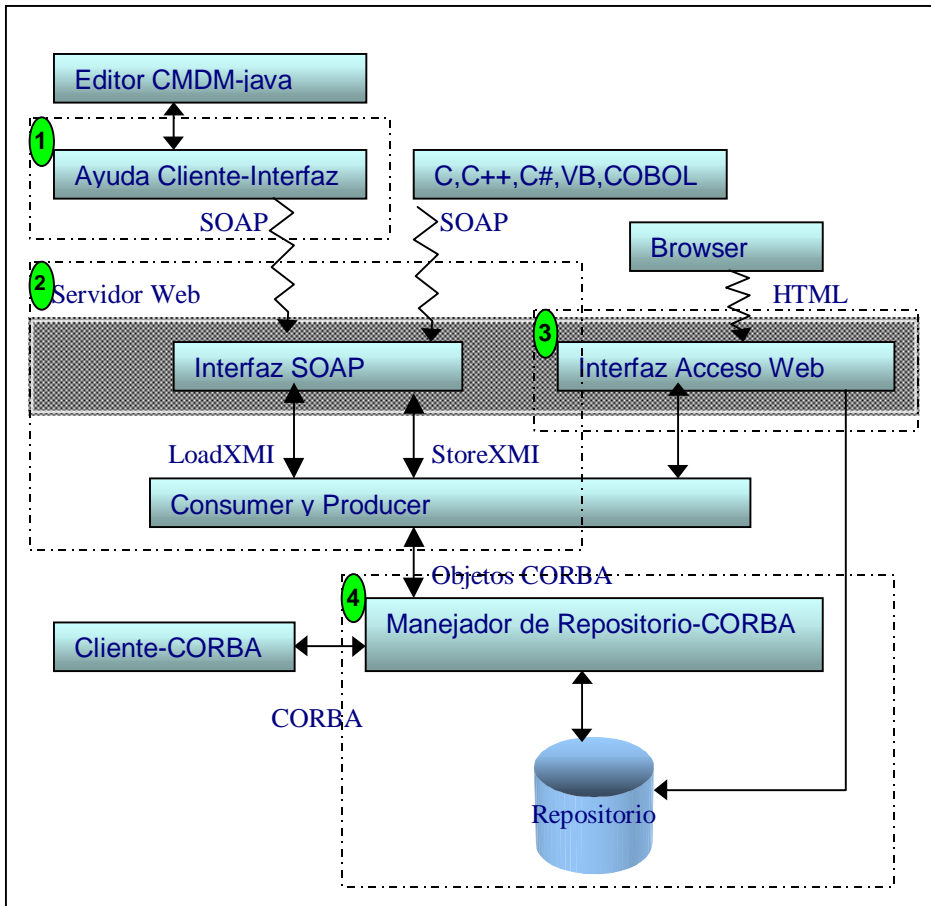 Editor CMDM-java
1
Ayuda Cliente-Interfaz
C,C++,C#,VB,COBOL
SOAP
SOAP
Browser
2
Servidor Web
HTML
3
Interfaz SOAP
Interfaz Acceso Web
LoadXMI
StoreXMI
Consumer y Producer
Objetos CORBA
4
Manejador de Repositorio-CORBA
Cliente-CORBA
CORBA
Repositorio